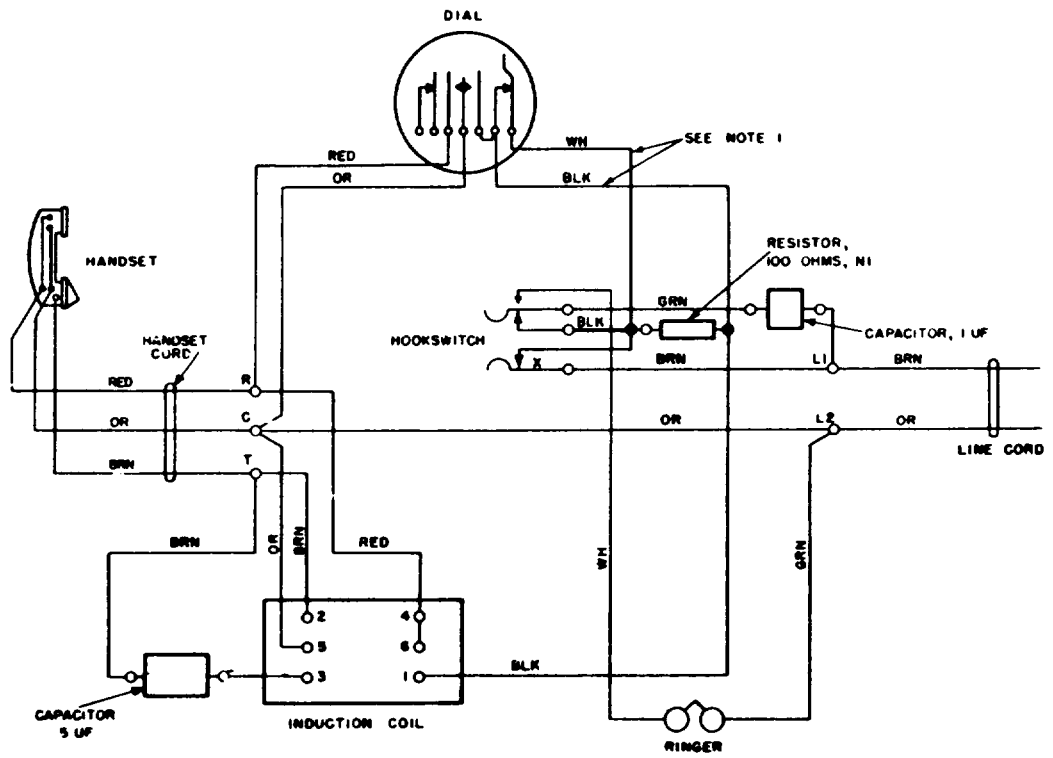 DIAL
WH
SEE NOTE 1
RED
OR
BLK
HANDSET
RESISTOR,
100 OHMS, N1
GRN
BLK
HOOKSWITCH
CAPACITOR, 1 UF
HANDSET
CORD
X
BRN
L1
BRN
RED
R
OR
C
OR
L2
OR
BRN
T
LINE CORD
BRN
OR
BRN
RED
WH
GRN
2
4
5
6
3
1
BLK
CAPACITOR
5 UF
INDUCTION COIL
RINGER